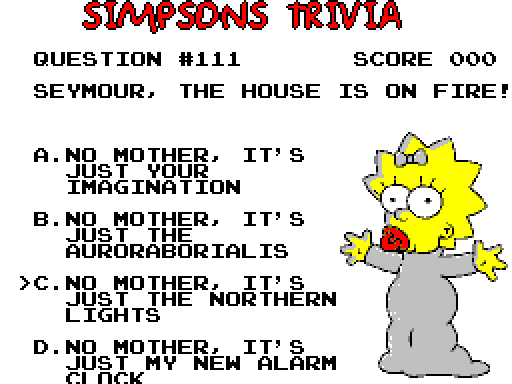 SIMPSONS TRIVIA
QUESTION #111 SCORE 000
SEYMOUR, THE HOUSE IS ON FIRE!
A.NO MOTHER, IT'S
JUST YOUR
IMAGINATION
B.NO MOTHER, IT'S
JUST THE
AURORABORIALIS
>C.NO MOTHER, IT'S
JUST THE NORTHERN
LIGHTS
D.NO MOTHER, IT'S
JUST MY NEW ALARM
CLOCK